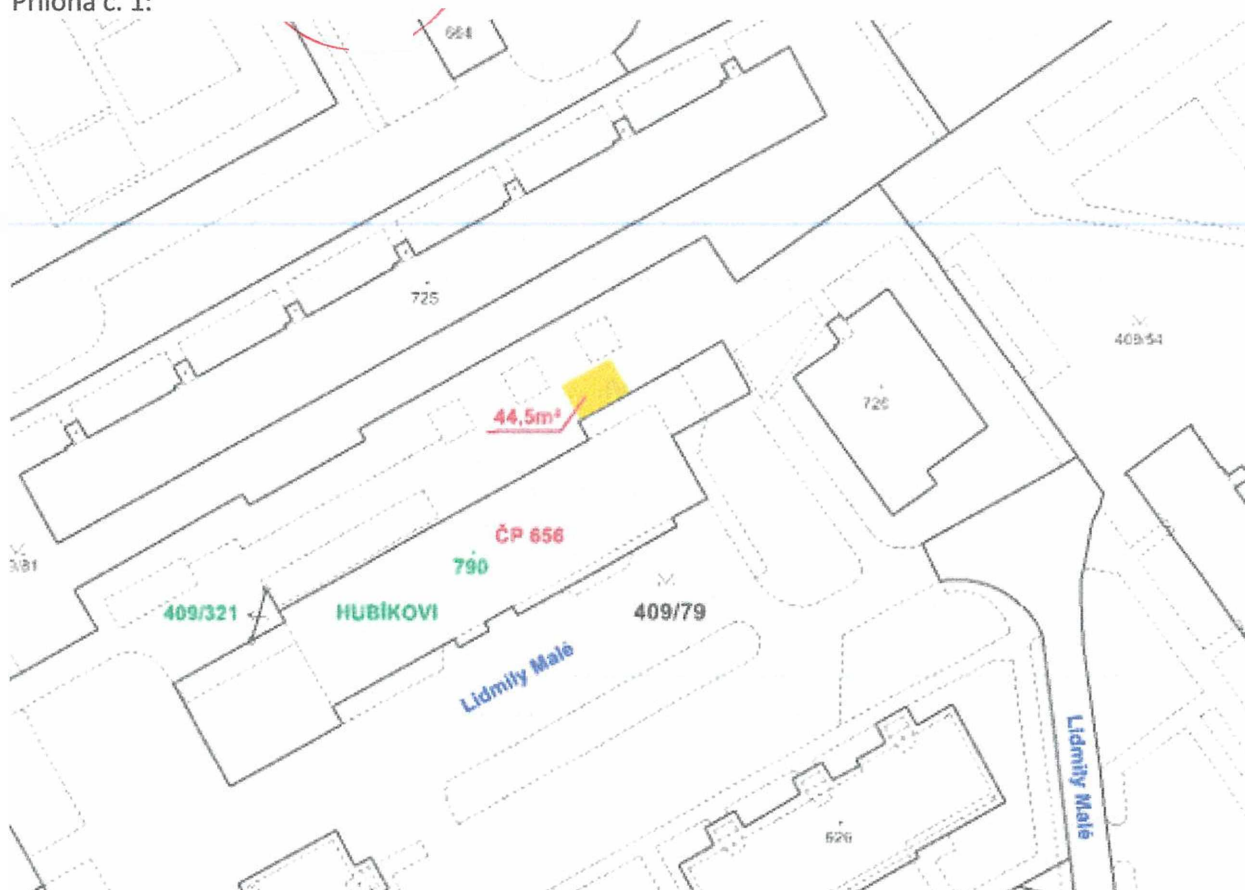 Příloha č. 1:
664
725
409/54
726
44,5m²
ČP 656
790
409/321
HUBÍKOVI
409/79
Lidmily Malé
Lidmily Malé
626